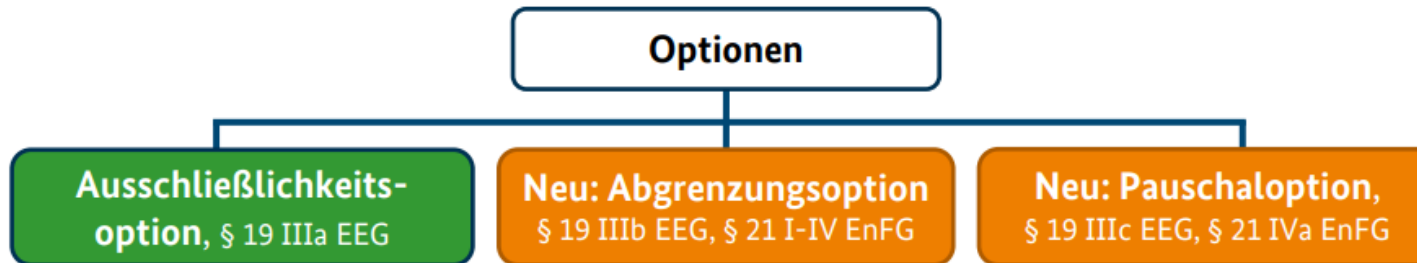 Optionen
Ausschließlichkeits-
option, § 19 IIIa EEG
Neu: Abgrenzungsoption
§ 19 IIIb EEG, § 21 I-IV EnFG
Neu: Pauschaloption,
§ 19 IIIc EEG, § 21 IVa EnFG